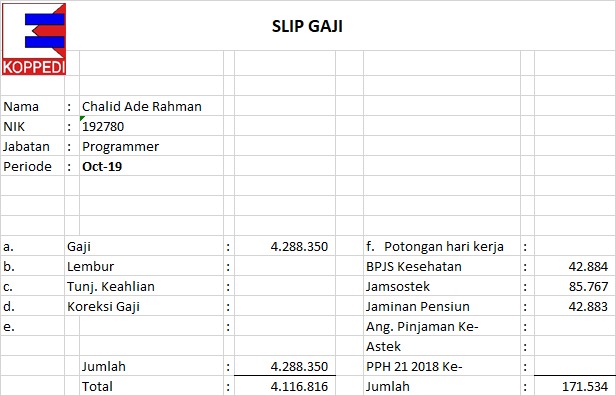 SLIP GAJI
KOPPEDI
Nama : Chalid Ade Rahman
NIK : 192780
Jabatan : Programmer
Periode : Oct-19
a. Gaji : 4.288.350 f. Potongan hari kerja :
b. Lembur : BPJS Kesehatan : 42.884
c. Tunj. Keahlian : Jamsostek : 85.767
d. Koreksi Gaji : Jaminan Pensiun : 42.883
e. : Ang. Pinjaman Ke- :
Astek :
Jumlah : 4.288.350 PPH 21 2018 Ke- :
Total : 4.116.816 Jumlah : 171.534